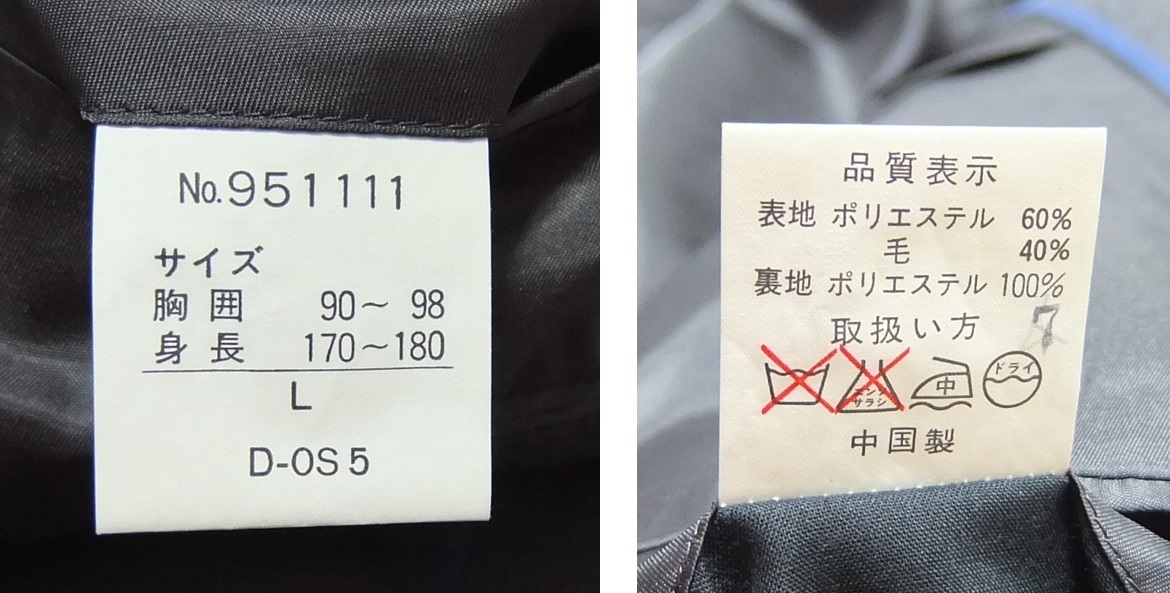 No.951111
サイズ
胸囲 90～98
身長 170～180
L
D-OS5
品質表示
表地 ポリエステル 60%
毛 40%
裏地 ポリエステル 100%
取扱い方
エンソ
サラシ
中
ドライ
中国製